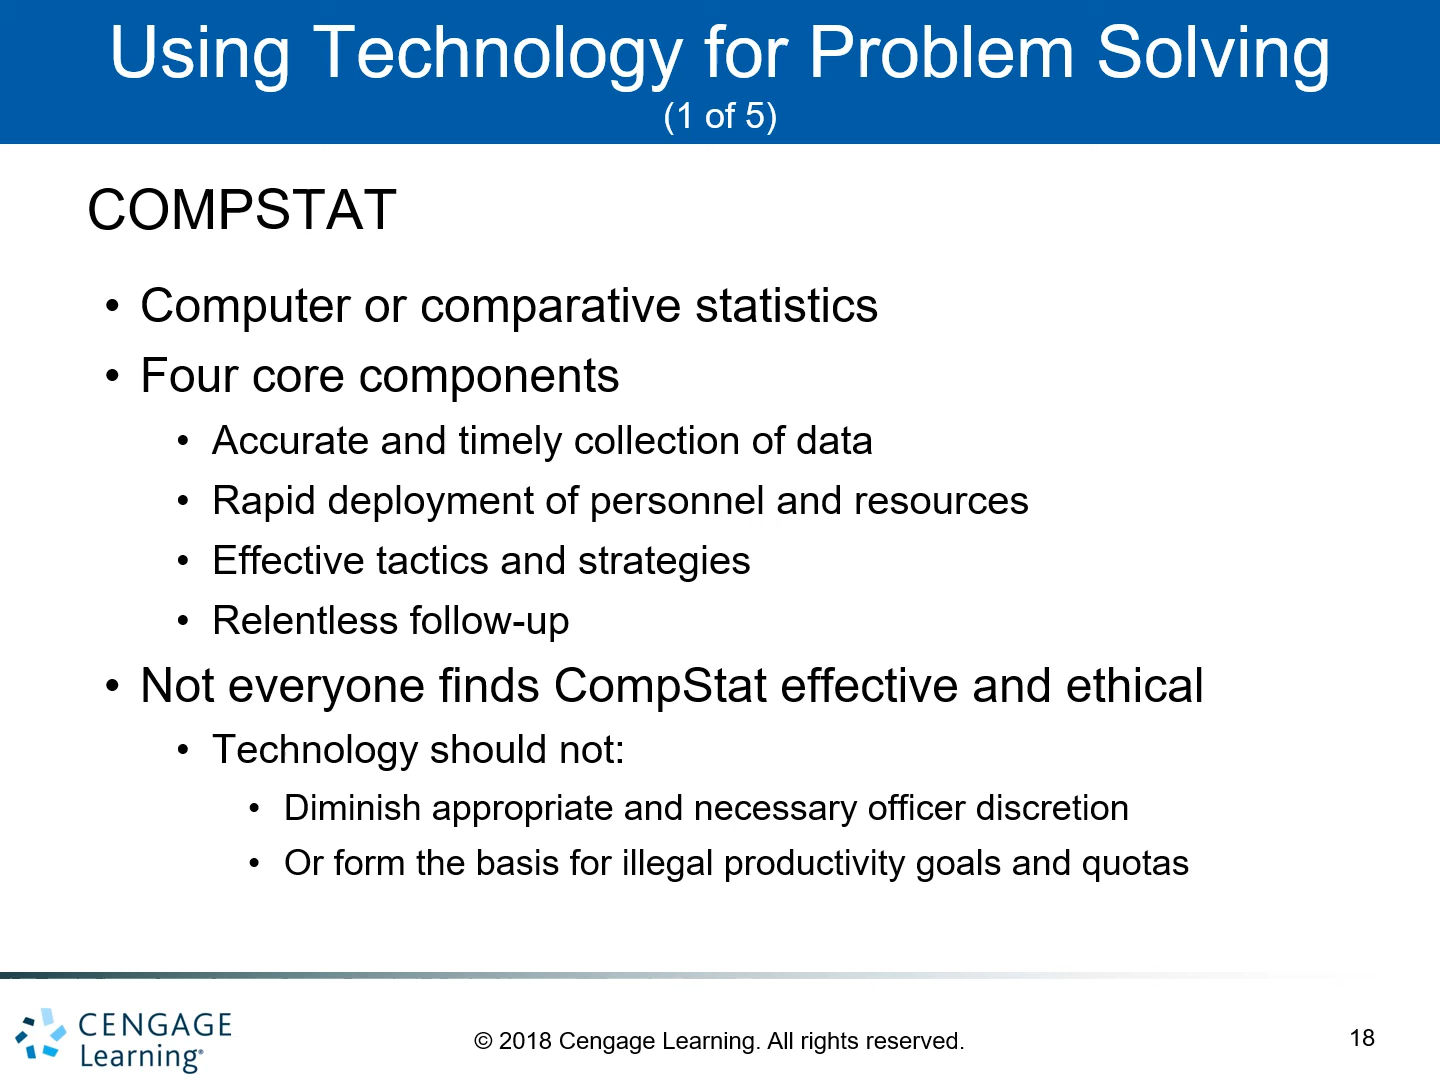 Using Technology for Problem Solving
(1 of 5)
COMPSTAT
• Computer or comparative statistics
• Four core components
• Accurate and timely collection of data
• Rapid deployment of personnel and resources
• Effective tactics and strategies
• Relentless follow-up
• Not everyone finds CompStat effective and ethical
• Technology should not:
• Diminish appropriate and necessary officer discretion
• Or form the basis for illegal productivity goals and quotas
CENGAGE
Learning®
© 2018 Cengage Learning. All rights reserved.
18